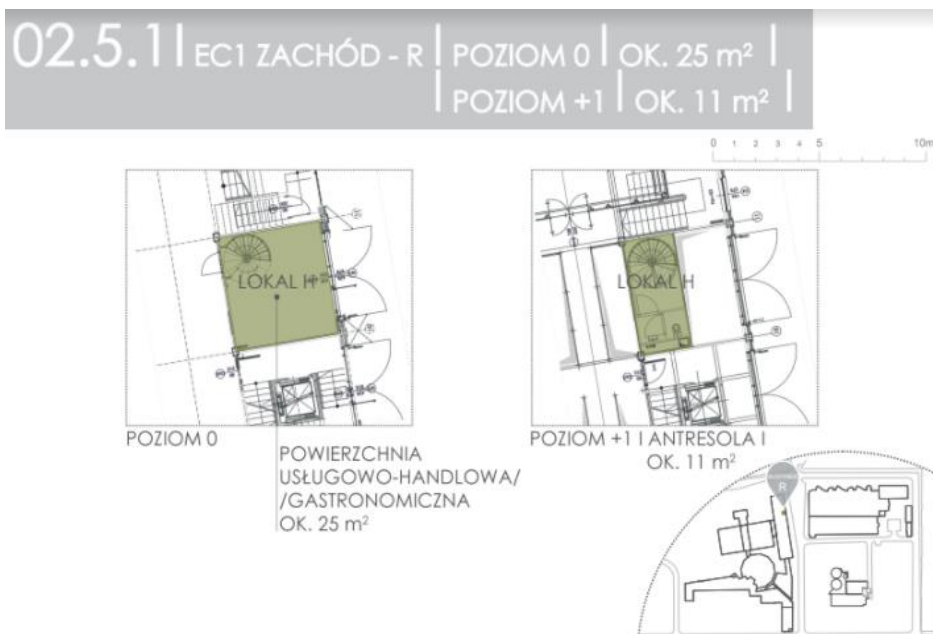 02.5.1 | EC1 ZACHÓD - R | POZIOM 0 | OK. 25 m² |
| POZIOM +1 | OK. 11 m² |
0 1 2 3 4 5 10m
LOKAL H
LOKAL H
POZIOM 0
POZIOM +1 I ANTRESOLA I
OK. 11 m²
POWIERZCHNIA
USŁUGOWO-HANDLOWA/
/GASTRONOMICZNA
OK. 25 m²
R